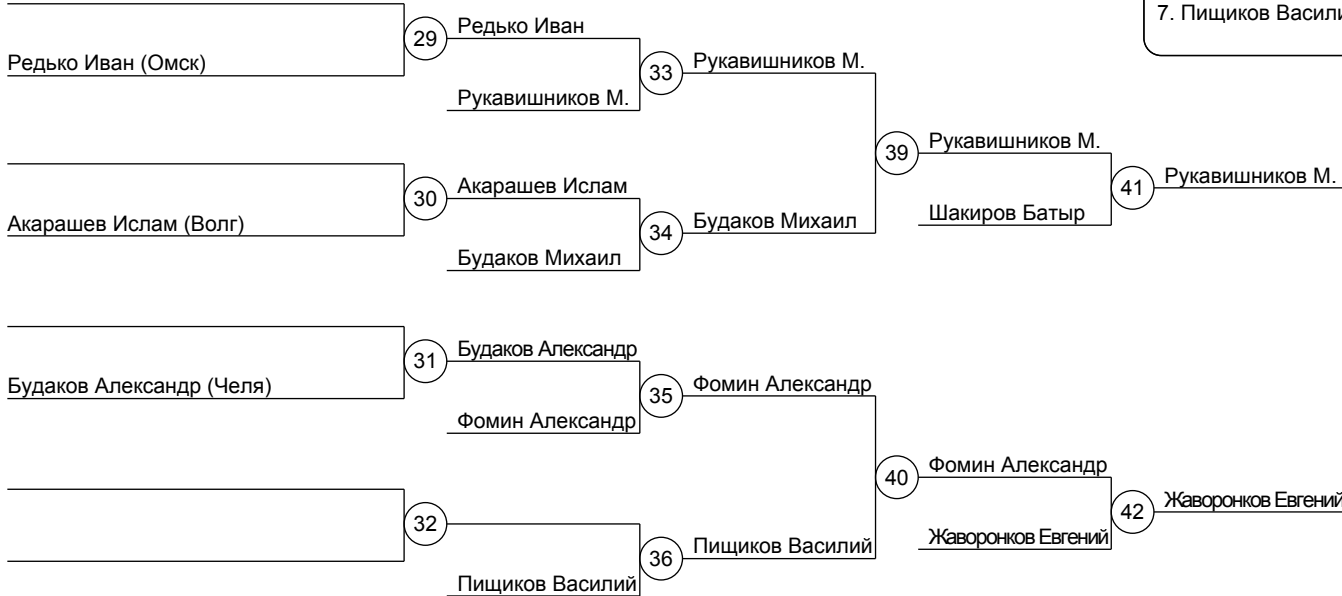 7. Пищиков Васили
29
Редько Иван
Редько Иван (Омск)
33
Рукавишников М.
Рукавишников М.
39
Рукавишников М.
41
Рукавишников М.
30
Акарашев Ислам
Акарашев Ислам (Волг)
34
Будаков Михаил
Шакиров Батыр
Будаков Михаил
31
Будаков Александр
Будаков Александр (Челя)
35
Фомин Александр
Фомин Александр
40
Фомин Александр
42
Жаворонков Евгений
32
36
Пищиков Василий
Жаворонков Евгений
Пищиков Василий